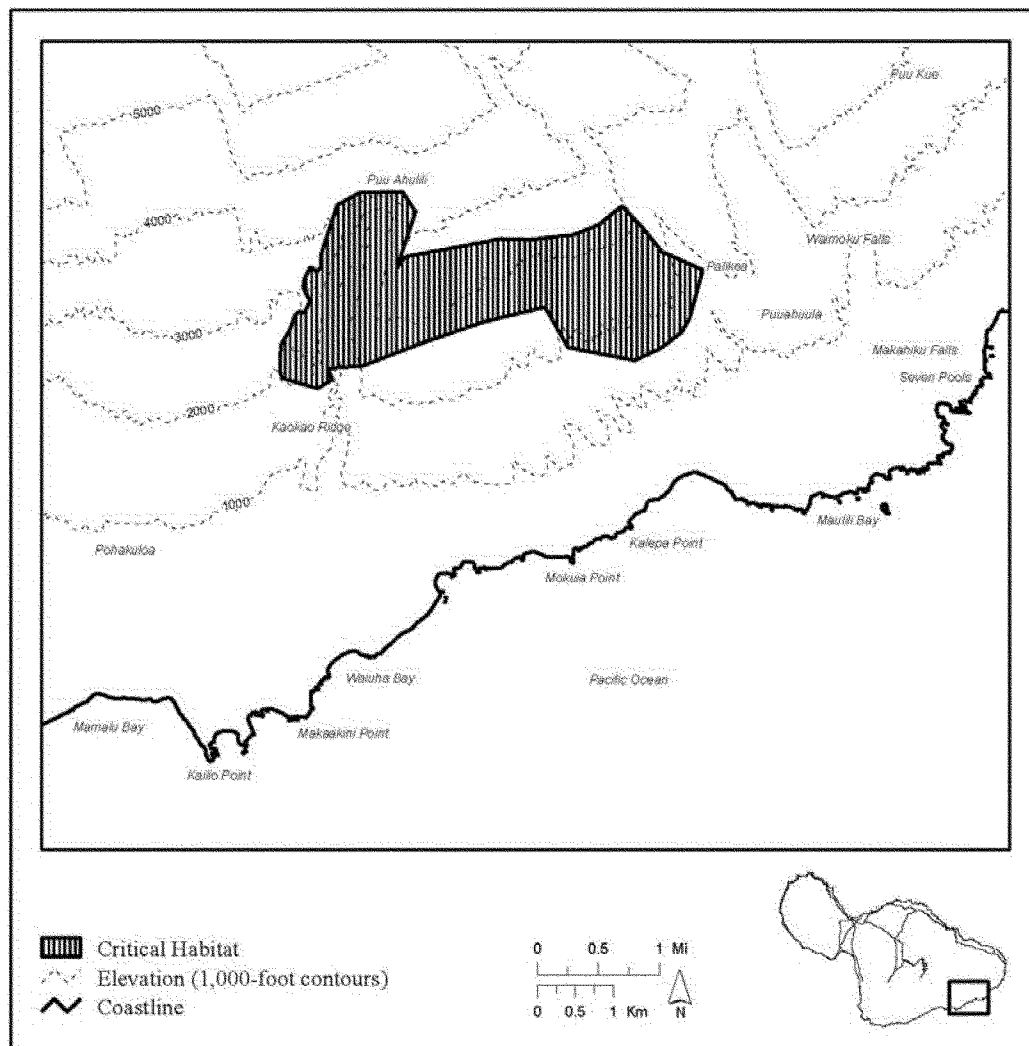 Puu Kue
5000
Puu Ahulili
4000
Waimoku Falls
Palikea
Puuahuula
3000
Makahiku Falls
Seven Pools
2000
Kaokao Ridge
1000
Maulili Bay
Kalepa Point
Pohakuloa
Mokuia Point
Waiuha Bay
Pacific Ocean
Mamalu Bay
Makaakini Point
Kailio Point
Critical Habitat
Elevation (1,000-foot contours)
Coastline
0 0.5 1 Mi
0 0.5 1 Km
N